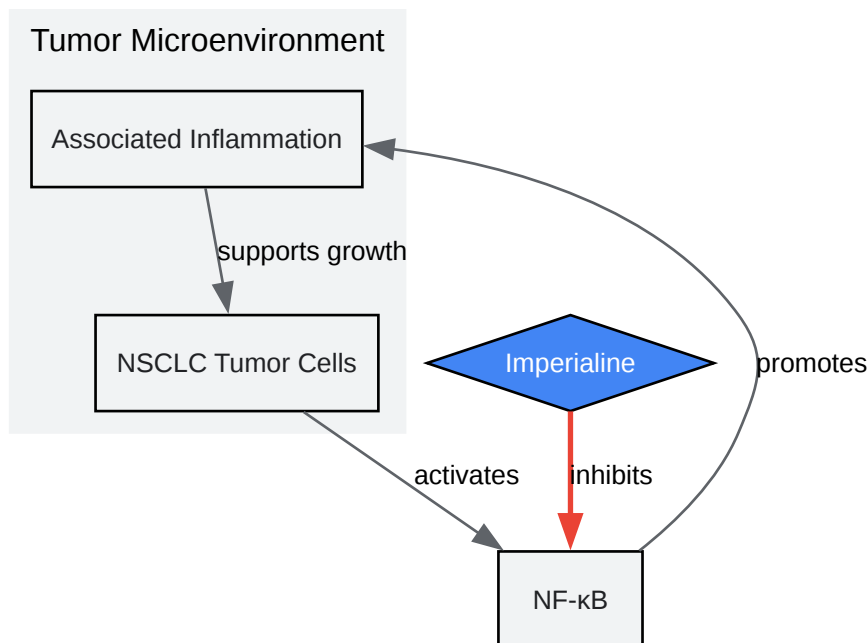 Tumor Microenvironment
Associated Inflammation
supports growth
NSCLC Tumor Cells
Imperialine
promotes
activates
inhibits
NF-κB